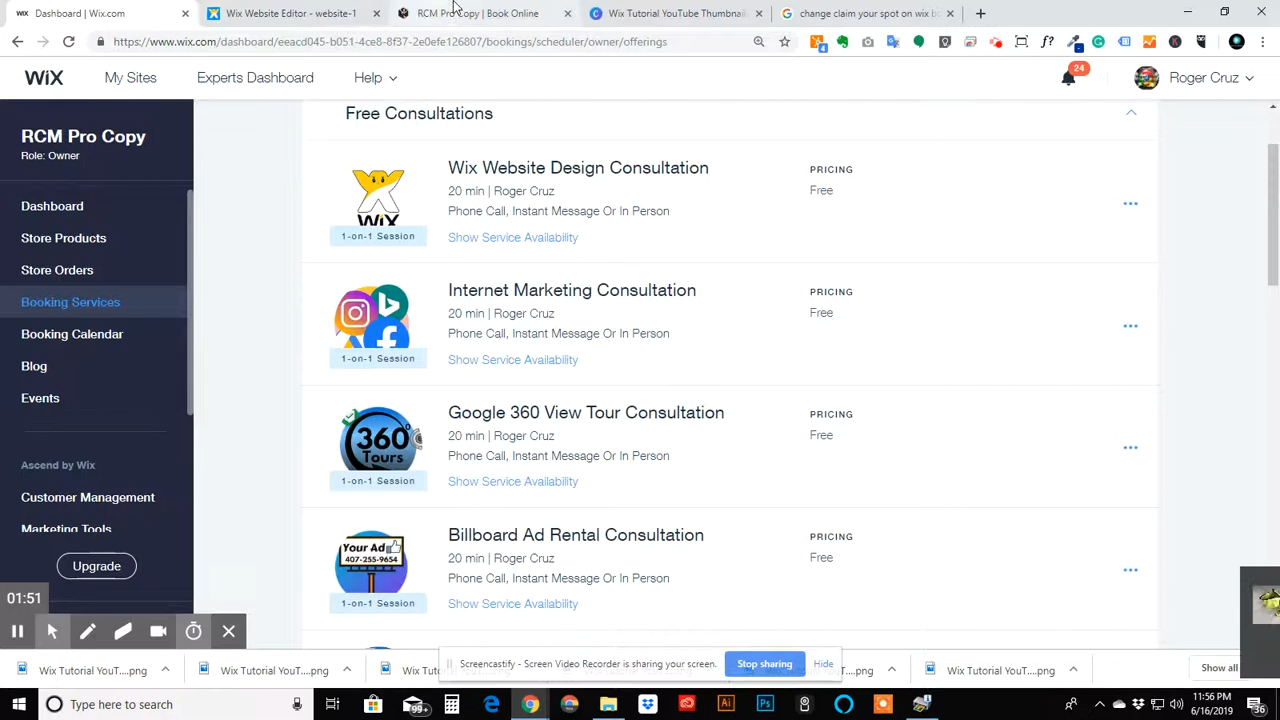 Dashboard | Wix.com
Wix Website Editor - website-1
RCM Pro Copy | Book Online
Wix Tutorial YouTube Thumbnail
change claim your spot on wix bo
https://www.wix.com/dashboard/eeacd045-b051-4ce8-8f37-2e0efe126807/bookings/scheduler/owner/offerings
WiX
My Sites
Experts Dashboard
Help
24
Roger Cruz
RCM Pro Copy
Role: Owner
Dashboard
Store Products
Store Orders
Booking Services
Booking Calendar
Blog
Events
Ascend by Wix
Customer Management
Marketing Tools
Upgrade
01:51
Free Consultations
WiX
1-on-1 Session
Wix Website Design Consultation
20 min | Roger Cruz
Phone Call, Instant Message Or In Person
Show Service Availability
PRICING
Free
1-on-1 Session
Internet Marketing Consultation
20 min | Roger Cruz
Phone Call, Instant Message Or In Person
Show Service Availability
PRICING
Free
360°
Tours
1-on-1 Session
Google 360 View Tour Consultation
20 min | Roger Cruz
Phone Call, Instant Message Or In Person
Show Service Availability
PRICING
Free
Your Ad
407-255-9654
1-on-1 Session
Billboard Ad Rental Consultation
20 min | Roger Cruz
Phone Call, Instant Message Or In Person
Show Service Availability
PRICING
Free
Screencastify - Screen Video Recorder is sharing your screen.
Stop sharing
Hide
Wix Tutorial YouT....png
Wix Tutorial YouT....png
Wix Tutorial YouT....png
Show all
Type here to search
99+
11:56 PM
6/16/2019
36